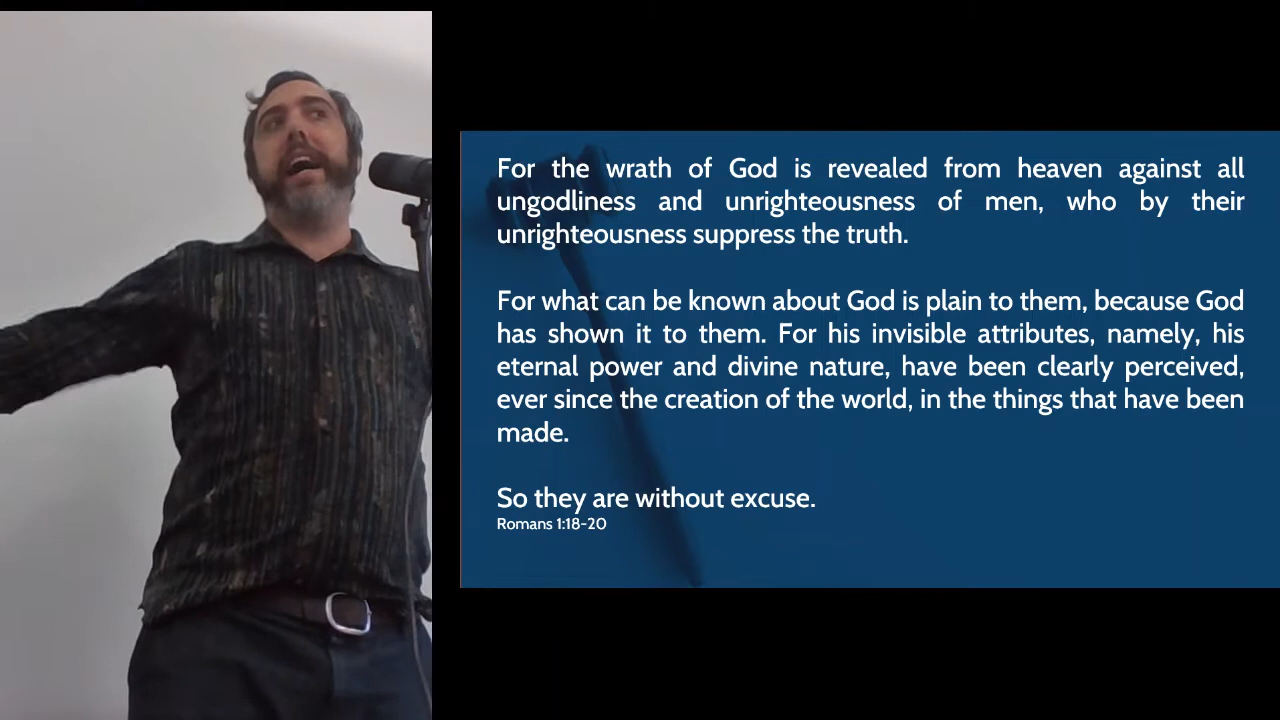 For the wrath of God is revealed from heaven against all
ungodliness and unrighteousness of men, who by their
unrighteousness suppress the truth.
For what can be known about God is plain to them, because God
has shown it to them. For his invisible attributes, namely, his
eternal power and divine nature, have been clearly perceived,
ever since the creation of the world, in the things that have been
made.
So they are without excuse.
Romans 1:18-20